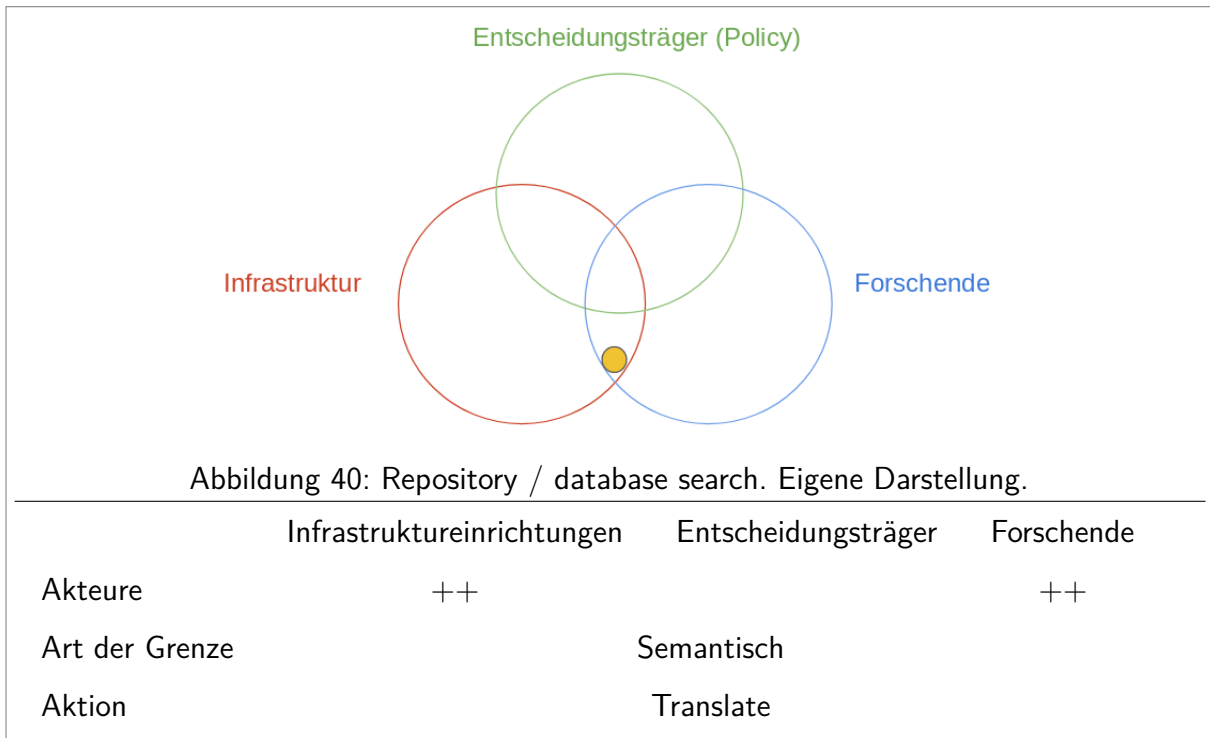 Entscheidungsträger (Policy)
Infrastruktur
Forschende
Abbildung 40: Repository / database search. Eigene Darstellung.
Infrastruktureinrichtungen Entscheidungsträger Forschende
Akteure ++ ++
Art der Grenze Semantisch
Aktion Translate